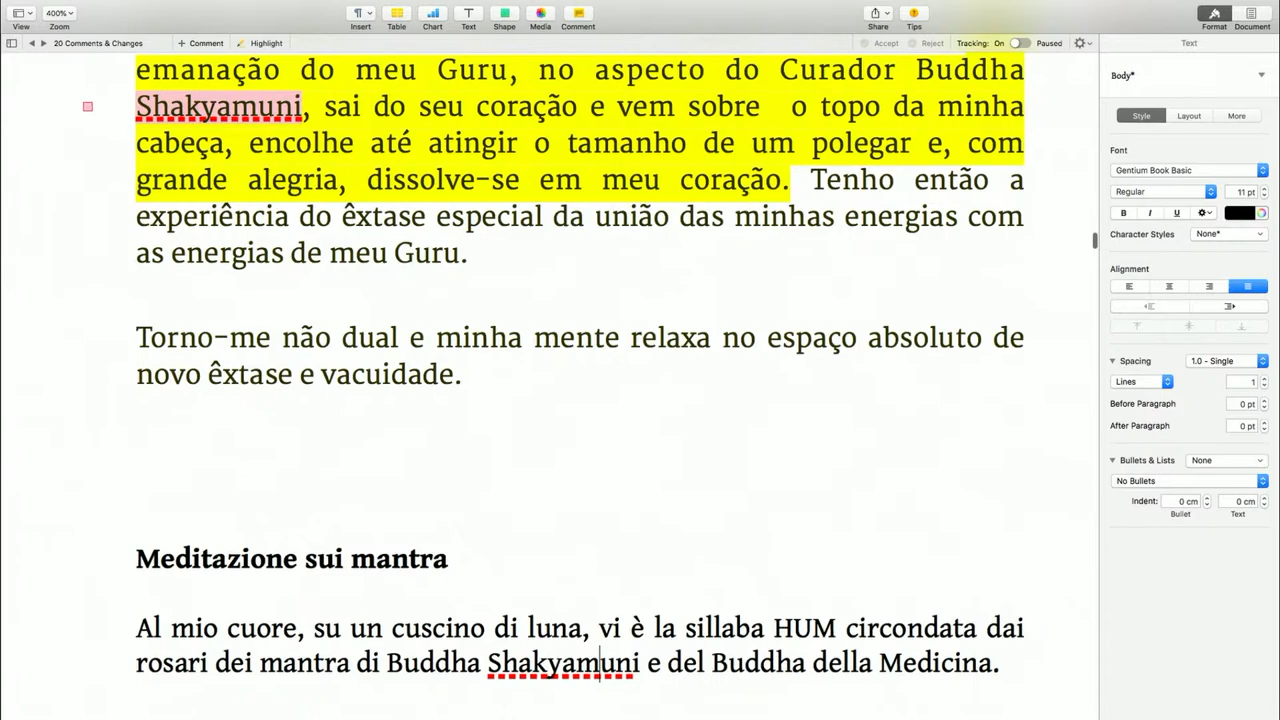 400%
View
Zoom
Insert
Table
Chart
Text
Shape
Media
Comment
Share
Tips
Format
Document
20 Comments & Changes
+ Comment
Highlight
Accept
Reject
Tracking: On
Paused
Text
emanação do meu Guru, no aspecto do Curador Buddha
Shakyamuni, sai do seu coração e vem sobre o topo da minha
cabeça, encolhe até atingir o tamanho de um polegar e, com
grande alegria, dissolve-se em meu coração. Tenho então a
experiência do êxtase especial da união das minhas energias com
as energias de meu Guru.
Torno-me não dual e minha mente relaxa no espaço absoluto de
novo êxtase e vacuidade.
Meditazione sui mantra
Al mio cuore, su un cuscino di luna, vi è la sillaba HUM circondata dai
rosari dei mantra di Buddha Shakyamuni e del Buddha della Medicina.
Body*
Style
Layout
More
Font
Gentium Book Basic
Regular
11 pt
B I U
Character Styles
None*
Alignment
Spacing
1.0 - Single
Lines
1
Before Paragraph
0 pt
After Paragraph
0 pt
Bullets & Lists
None
No Bullets
Indent:
0 cm
0 cm
Bullet
Text